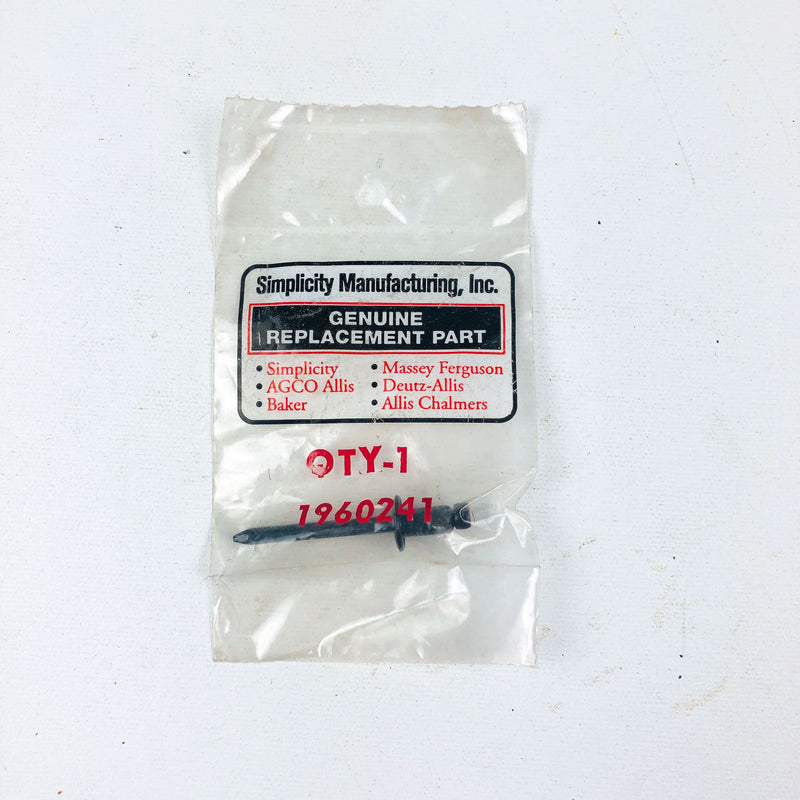 Simplicity Manufacturing, Inc.
GENUINE
REPLACEMENT PART
• Simplicity • Massey Ferguson
• AGCO Allis • Deutz-Allis
• Baker • Allis Chalmers
QTY-1
1960241